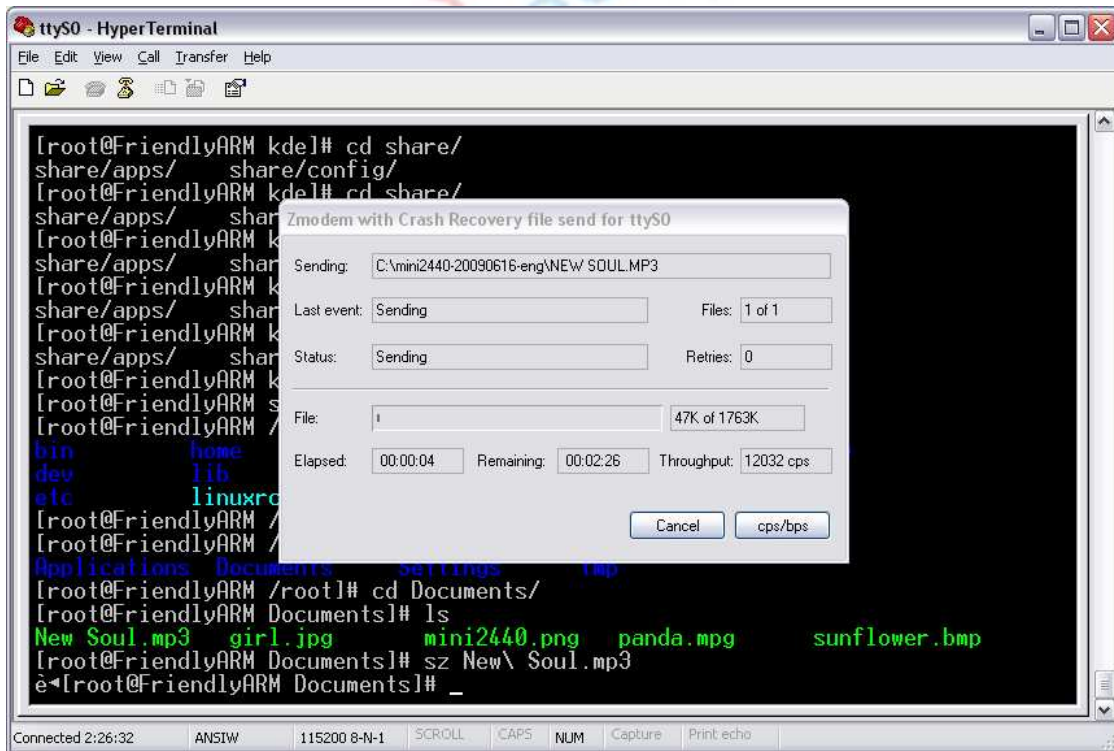 ttyS0 - HyperTerminal
File Edit View Call Transfer Help
[root@FriendlyARM kde]# cd share/
share/apps/ share/config/
[root@FriendlyARM kde]# cd share/
share/apps/ shar
[root@FriendlyARM k
share/apps/ shar
[root@FriendlyARM k
share/apps/ shar
[root@FriendlyARM k
share/apps/ shar
[root@FriendlyARM k
[root@FriendlyARM s
[root@FriendlyARM /
bin home
dev lib
etc linuxrc
[root@FriendlyARM /
[root@FriendlyARM /
Applications Documents Settings tmp
[root@FriendlyARM /root]# cd Documents/
[root@FriendlyARM Documents]# ls
New Soul.mp3 girl.jpg mini2440.png panda.mpg sunflower.bmp
[root@FriendlyARM Documents]# sz New\ Soul.mp3
è◄[root@FriendlyARM Documents]# _
Zmodem with Crash Recovery file send for ttyS0
Sending: C:\mini2440-20090616-eng\NEW SOUL.MP3
Last event: Sending Files: 1 of 1
Status: Sending Retries: 0
File: 47K of 1763K
Elapsed: 00:00:04 Remaining: 00:02:26 Throughput: 12032 cps
Cancel cps/bps
Connected 2:26:32 ANSIW 115200 8-N-1 SCROLL CAPS NUM Capture Print echo